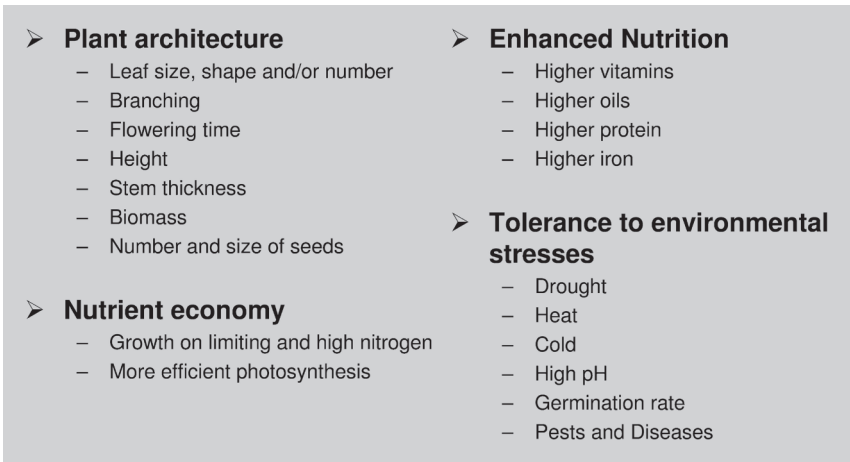 ➢ Plant architecture
– Leaf size, shape and/or number
– Branching
– Flowering time
– Height
– Stem thickness
– Biomass
– Number and size of seeds
➢ Nutrient economy
– Growth on limiting and high nitrogen
– More efficient photosynthesis
➢ Enhanced Nutrition
– Higher vitamins
– Higher oils
– Higher protein
– Higher iron
➢ Tolerance to environmental
stresses
– Drought
– Heat
– Cold
– High pH
– Germination rate
– Pests and Diseases